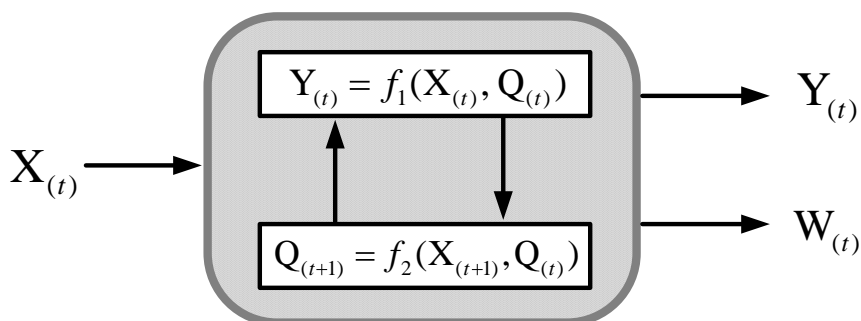 Y(t) = f1(X(t), Q(t))
Y(t)
X(t)
W(t)
Q(t+1) = f2(X(t+1), Q(t))